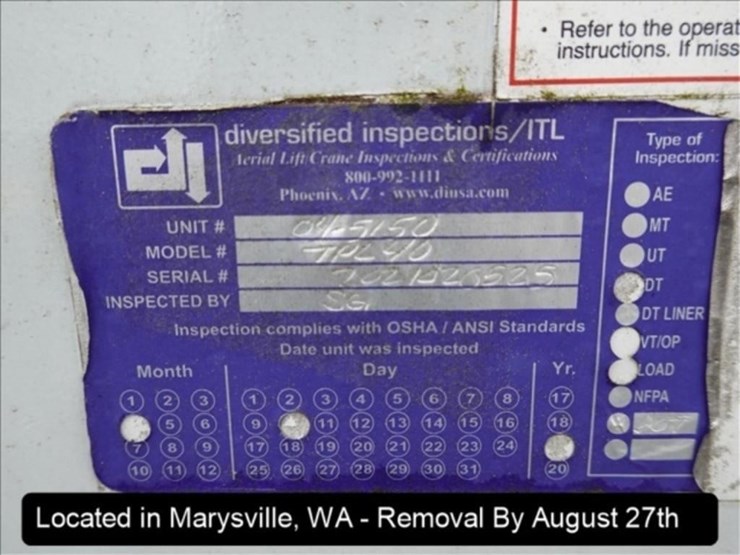 • Refer to the operat
instructions. If miss
diversified inspections/ITL
Aerial Lift Crane Inspections & Certifications
800-992-1111
Phoenix, AZ • www.diusa.com
UNIT #
MODEL # TPL40
SERIAL #
INSPECTED BY SG
Inspection complies with OSHA / ANSI Standards
Date unit was inspected
Month Day Yr.
1 2 3 1 2 3 4 5 6 7 8 17
5 6 9 11 12 13 14 15 16 18
7 8 9 17 18 19 20 21 22 23 24
10 11 12 25 26 27 28 29 30 31 20
Type of
Inspection:
AE
MT
UT
DT
DT LINER
VT/OP
LOAD
NFPA
Located in Marysville, WA - Removal By August 27th